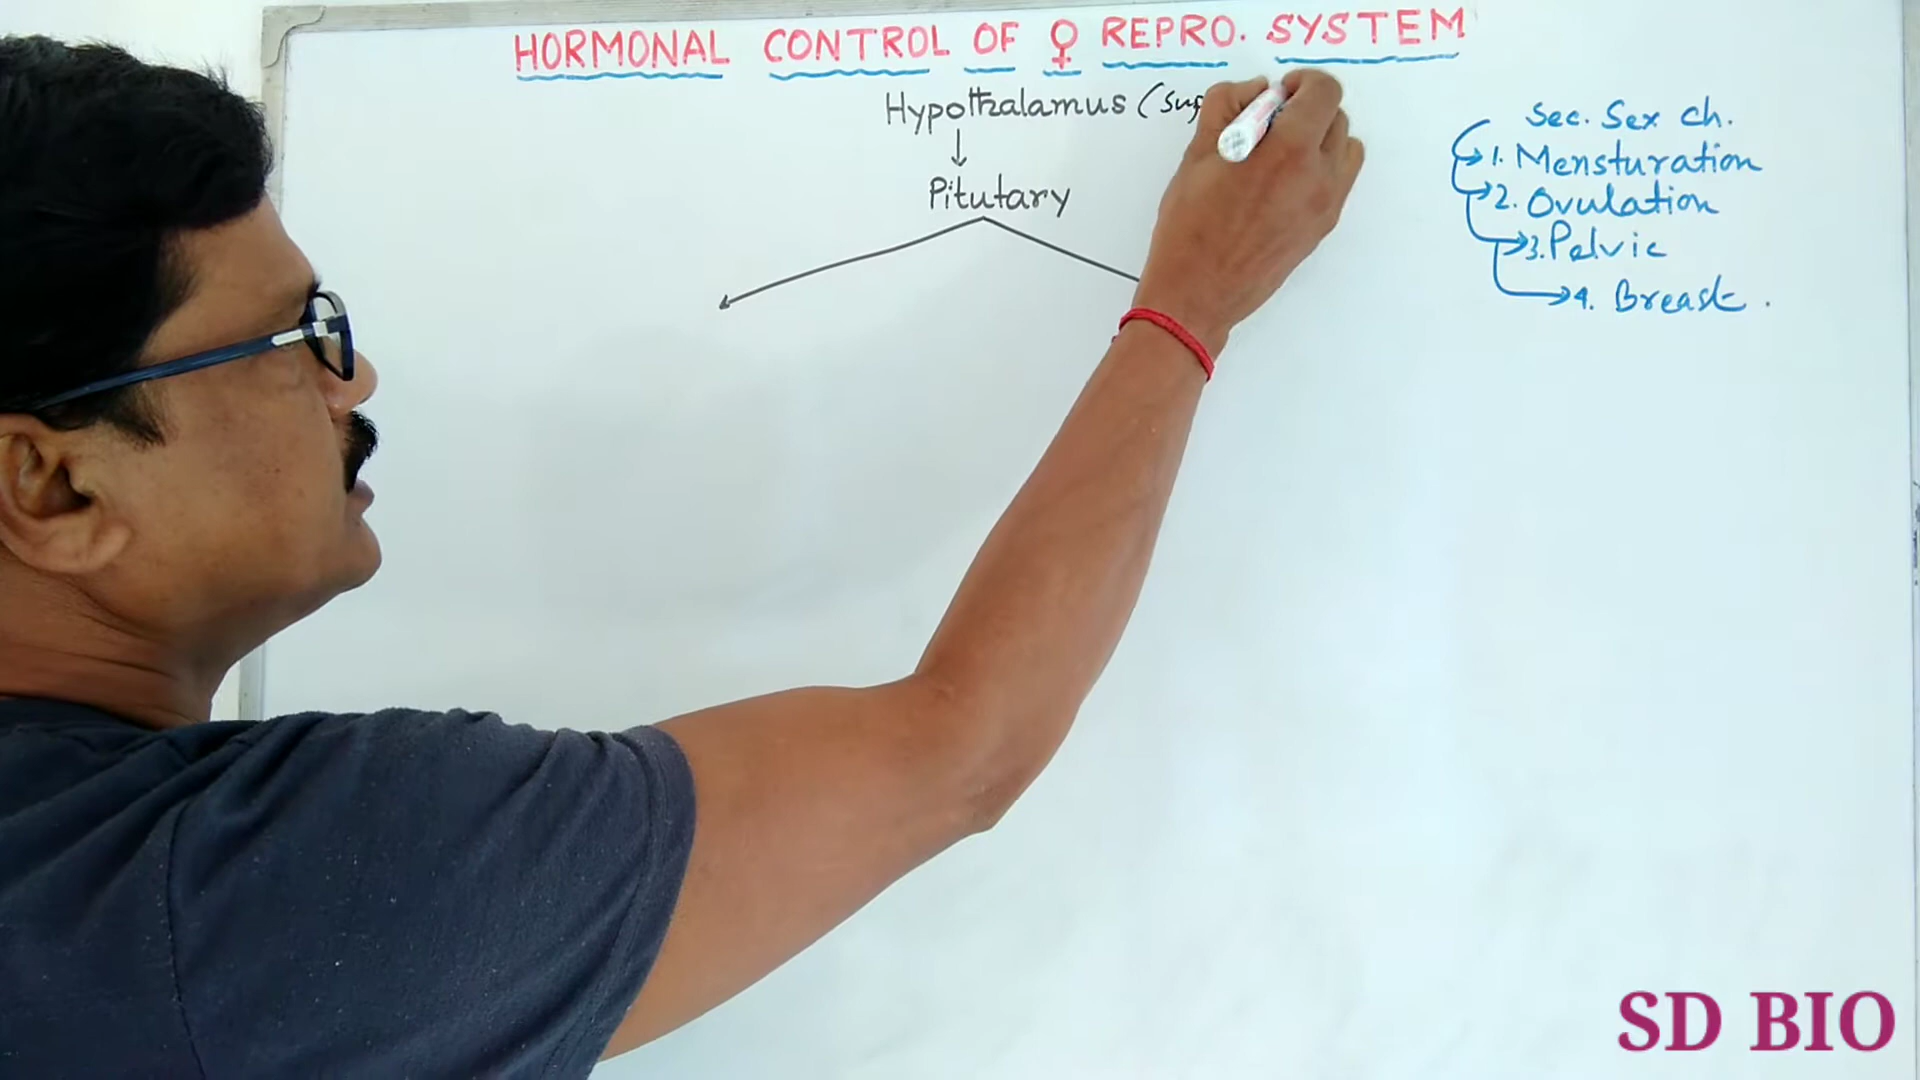 HORMONAL CONTROL OF ♀ REPRO. SYSTEM
Hypothalamus (
Pitutary
Sec. Sex ch.
1. Mensturation
2. Ovulation
3. Pelvic
4. Breast.
SD BIO